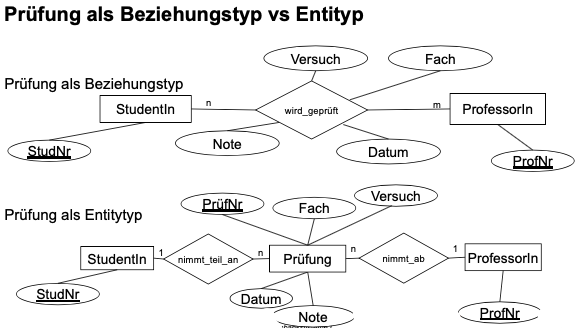 Prüfung als Beziehungstyp vs Entityp
Versuch
Fach
Prüfung als Beziehungstyp
StudentIn
n
wird_geprüft
m
ProfessorIn
StudNr
Note
Datum
ProfNr
PrüfNr
Fach
Versuch
Prüfung als Entitytyp
StudentIn
1
nimmt_teil_an
n
Prüfung
n
nimmt_ab
1
ProfessorIn
StudNr
Datum
Note
ProfNr